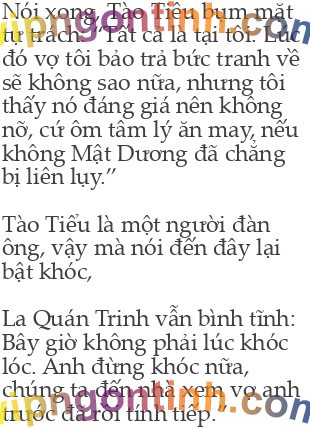 Nói xong, Tào Tiểu bụm mặt
tự trách: “Tất cả là tại tôi. Lúc
đó vợ tôi bảo trả bức tranh về
sẽ không sao nữa, nhưng tôi
thấy nó đáng giá nên không
nỡ, cứ ôm tâm lý ăn may, nếu
không Mật Dương đã chẳng
bị liên lụy.”
Tào Tiểu là một người đàn
ông, vậy mà nói đến đây lại
bật khóc,
La Quán Trinh vẫn bình tĩnh:
Bây giờ không phải lúc khóc
lóc. Anh đừng khóc nữa,
chúng ta đến nhà xem vợ anh
trước đã rồi tính tiếp.”
vipngontinh.com
vipngontinh.com